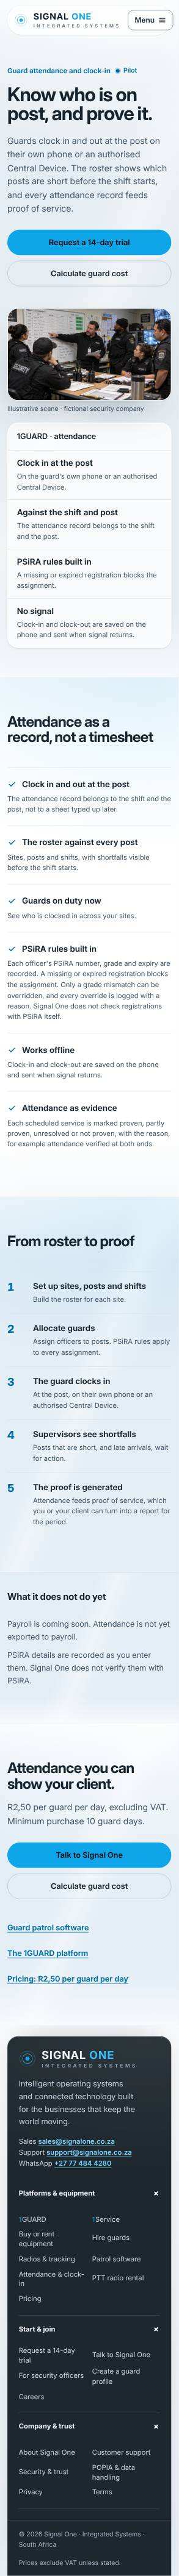 SIGNAL ONE
INTEGRATED SYSTEMS
Menu
Guard attendance and clock-in
Pilot
Know who is on
post, and prove it.
Guards clock in and out at the post on
their own phone or an authorised
Central Device. The roster shows which
posts are short before the shift starts,
and every attendance record feeds
proof of service.
Request a 14-day trial
Calculate guard cost
Illustrative scene · fictional security company
1GUARD · attendance
Clock in at the post
On the guard's own phone or an authorised
Central Device.
Against the shift and post
The attendance record belongs to the shift
and the post.
PSiRA rules built in
A missing or expired registration blocks the
assignment.
No signal
Clock-in and clock-out are saved on the
phone and sent when signal returns.
Attendance as a
record, not a timesheet
Clock in and out at the post
The attendance record belongs to the shift and the
post, not to a sheet typed up later.
The roster against every post
Sites, posts and shifts, with shortfalls visible
before the shift starts.
Guards on duty now
See who is clocked in across your sites.
PSiRA rules built in
Each officer's PSiRA number, grade and expiry are
recorded. A missing or expired registration blocks
the assignment. Only a grade mismatch can be
overridden, and every override is logged with a
reason. Signal One does not check registrations
with PSiRA itself.
Works offline
Clock-in and clock-out are saved on the phone
and sent when signal returns.
Attendance as evidence
Each scheduled service is marked proven, partly
proven, unresolved or not proven, with the reason,
for example attendance verified at both ends.
From roster to proof
1
Set up sites, posts and shifts
Build the roster for each site.
2
Allocate guards
Assign officers to posts. PSiRA rules apply
to every assignment.
3
The guard clocks in
At the post, on their own phone or an
authorised Central Device.
4
Supervisors see shortfalls
Posts that are short, and late arrivals, wait
for action.
5
The proof is generated
Attendance feeds proof of service, which
you or your client can turn into a report for
the period.
What it does not do yet
Payroll is coming soon. Attendance is not yet
exported to payroll.
PSiRA details are recorded as you enter
them. Signal One does not verify them with
PSiRA.
Attendance you can
show your client.
R2,50 per guard per day, excluding VAT.
Minimum purchase 10 guard days.
Talk to Signal One
Calculate guard cost
Guard patrol software
The 1GUARD platform
Pricing: R2,50 per guard per day
SIGNAL ONE
INTEGRATED SYSTEMS
Intelligent operating systems
and connected technology built
for the businesses that keep the
world moving.
Sales sales@signalone.co.za
Support support@signalone.co.za
WhatsApp +27 77 484 4280
Platforms & equipment
1GUARD
1Service
Buy or rent
equipment
Hire guards
Radios & tracking
Patrol software
Attendance & clock-
in
PTT radio rental
Pricing
Start & join
Request a 14-day
trial
Talk to Signal One
For security officers
Create a guard
profile
Careers
Company & trust
About Signal One
Customer support
Security & trust
POPIA & data
handling
Privacy
Terms
© 2026 Signal One · Integrated Systems ·
South Africa
Prices exclude VAT unless stated.